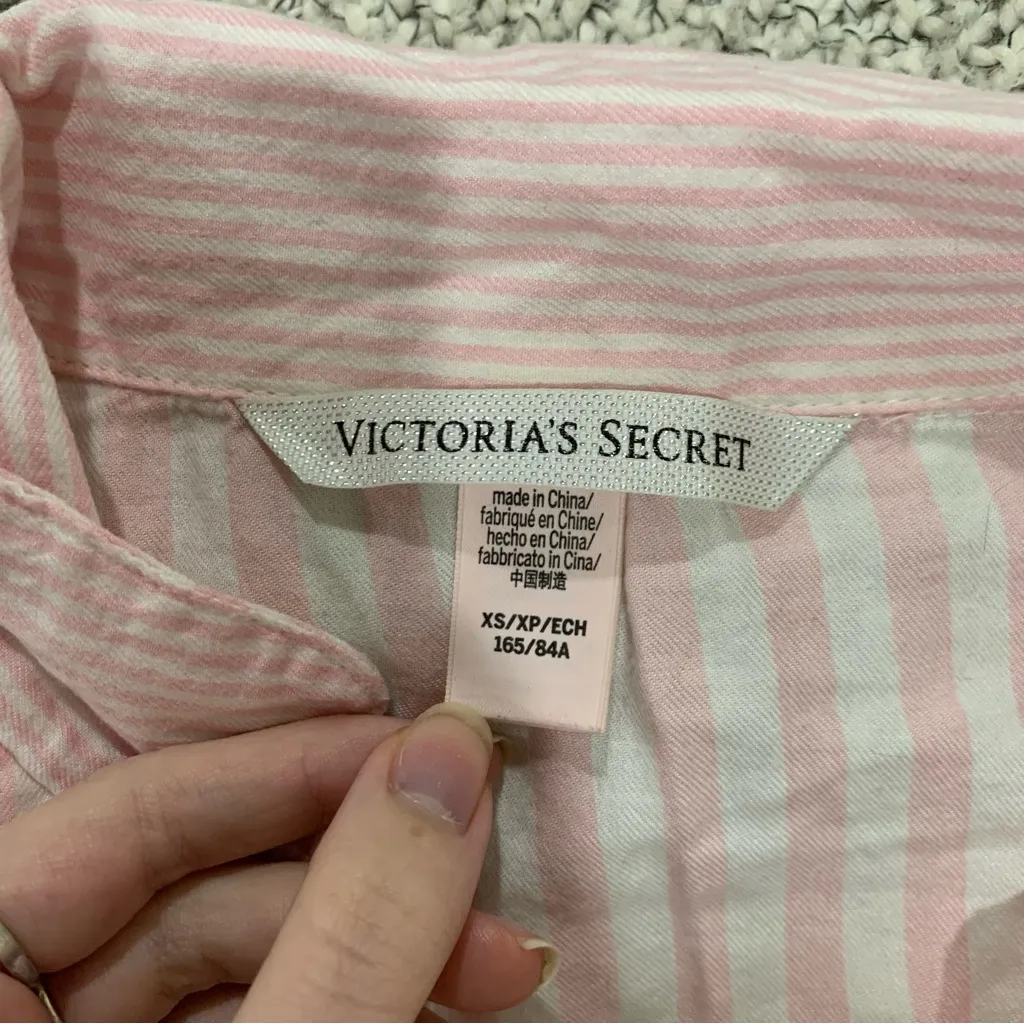 VICTORIA'S SECRET
made in China/
fabriqué en Chine/
hecho en China/
fabbricato in Cina/
中国制造
XS/XP/ECH
165/84A